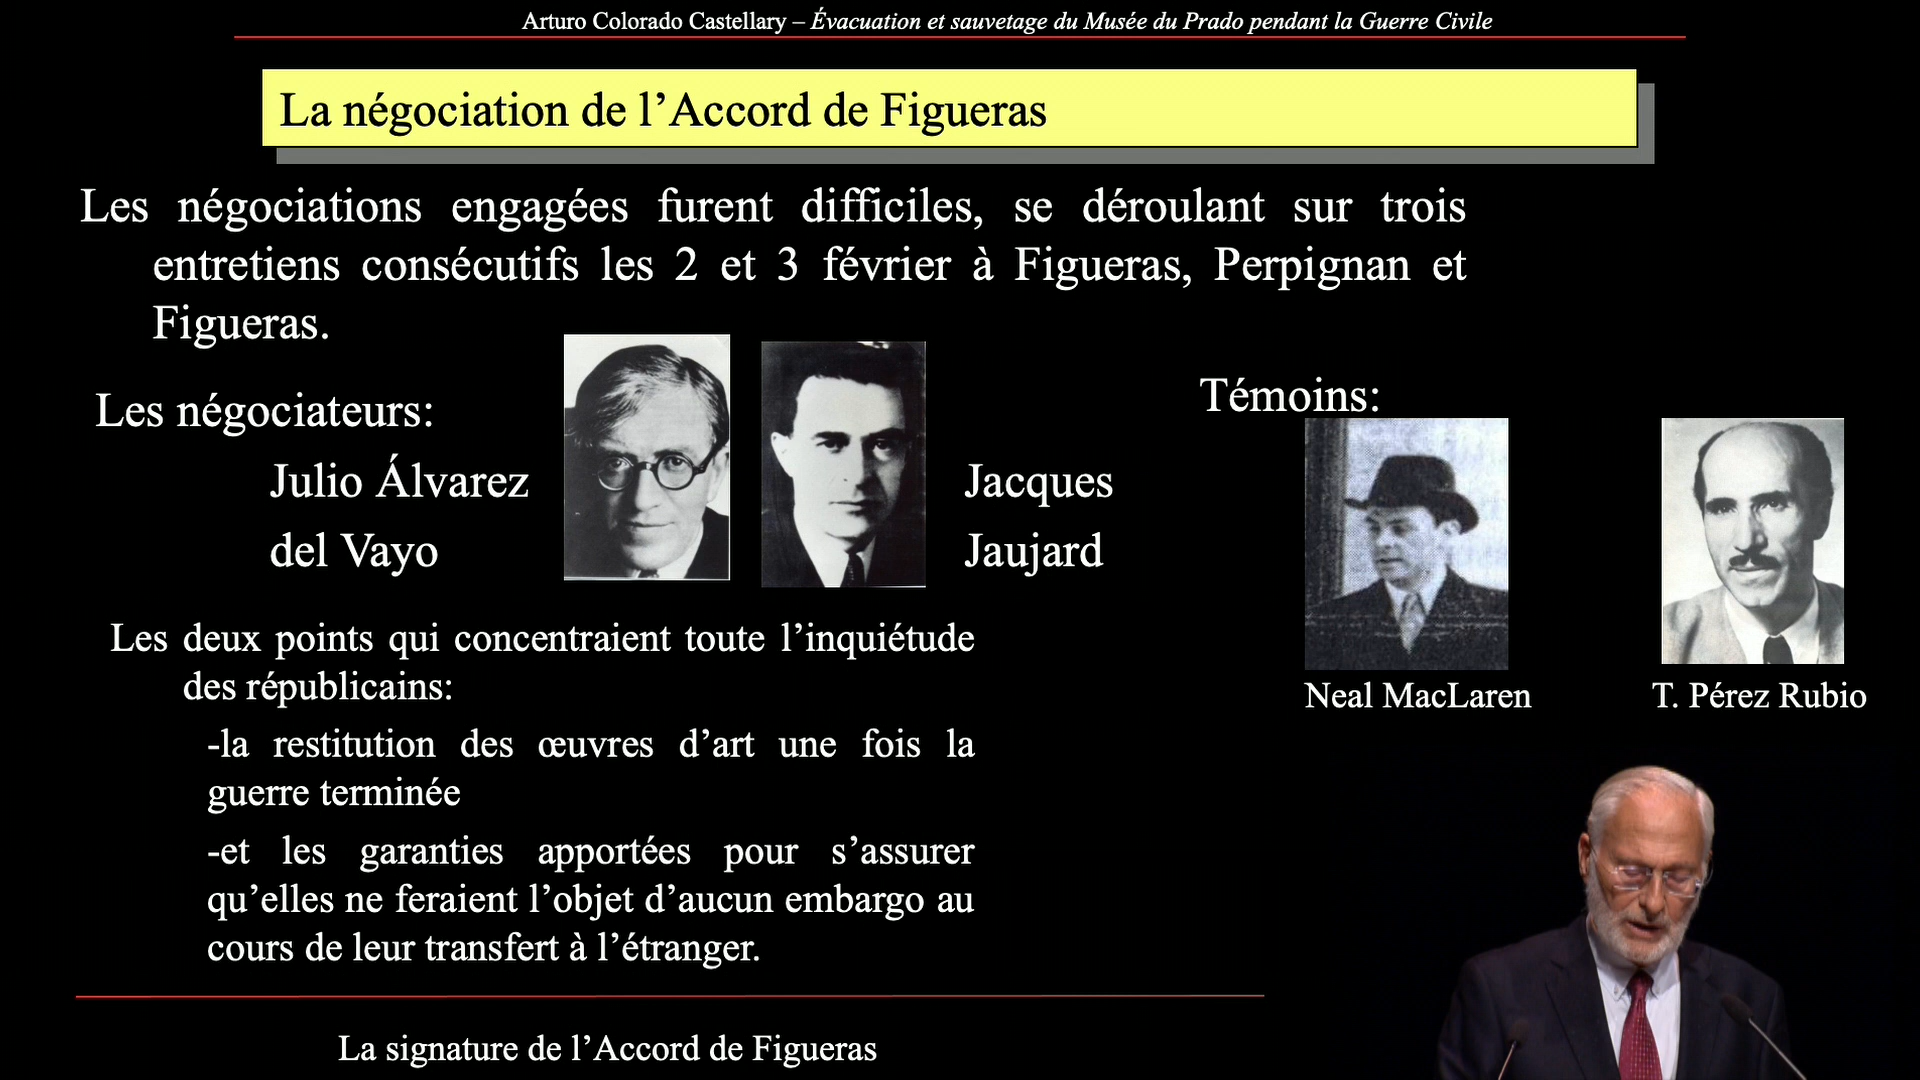 Arturo Colorado Castellary – Évacuation et sauvetage du Musée du Prado pendant la Guerre Civile
La négociation de l’Accord de Figueras
Les négociations engagées furent difficiles, se déroulant sur trois
entretiens consécutifs les 2 et 3 février à Figueras, Perpignan et
Figueras.
Les négociateurs:
Julio Álvarez
del Vayo
Jacques
Jaujard
Témoins:
Neal MacLaren
T. Pérez Rubio
Les deux points qui concentraient toute l’inquiétude
des républicains:
-la restitution des œuvres d’art une fois la
guerre terminée
-et les garanties apportées pour s’assurer
qu’elles ne feraient l’objet d’aucun embargo au
cours de leur transfert à l’étranger.
La signature de l’Accord de Figueras